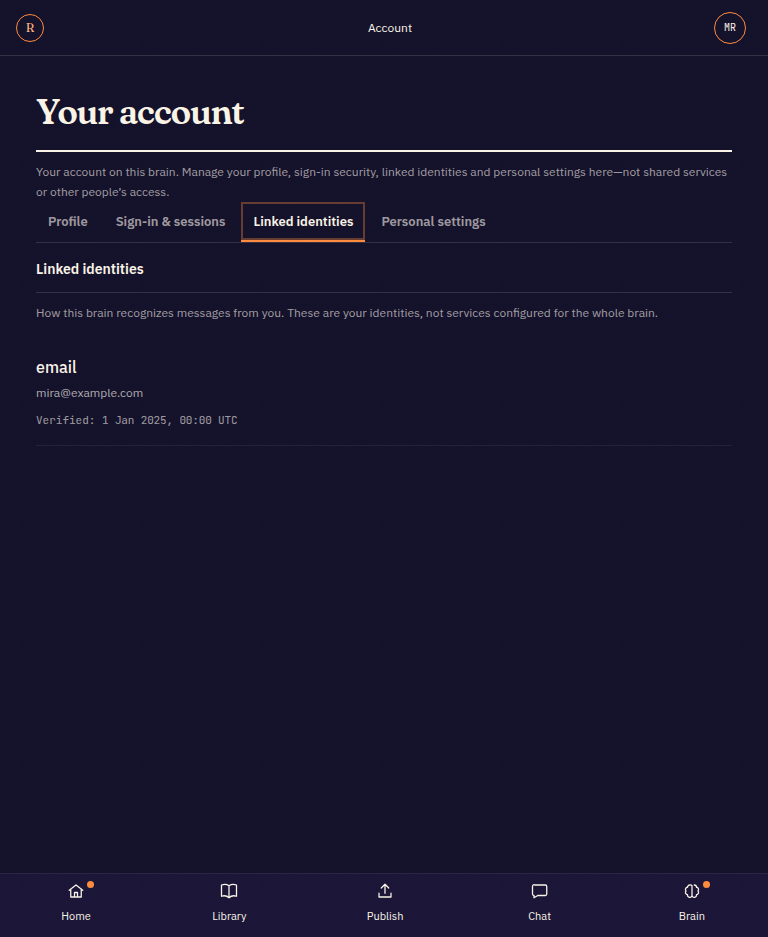 R
Account
MR
Your account
Your account on this brain. Manage your profile, sign-in security, linked identities and personal settings here—not shared services
or other people's access.
Profile
Sign-in & sessions
Linked identities
Personal settings
Linked identities
How this brain recognizes messages from you. These are your identities, not services configured for the whole brain.
email
mira@example.com
Verified: 1 Jan 2025, 00:00 UTC
Home
Library
Publish
Chat
Brain